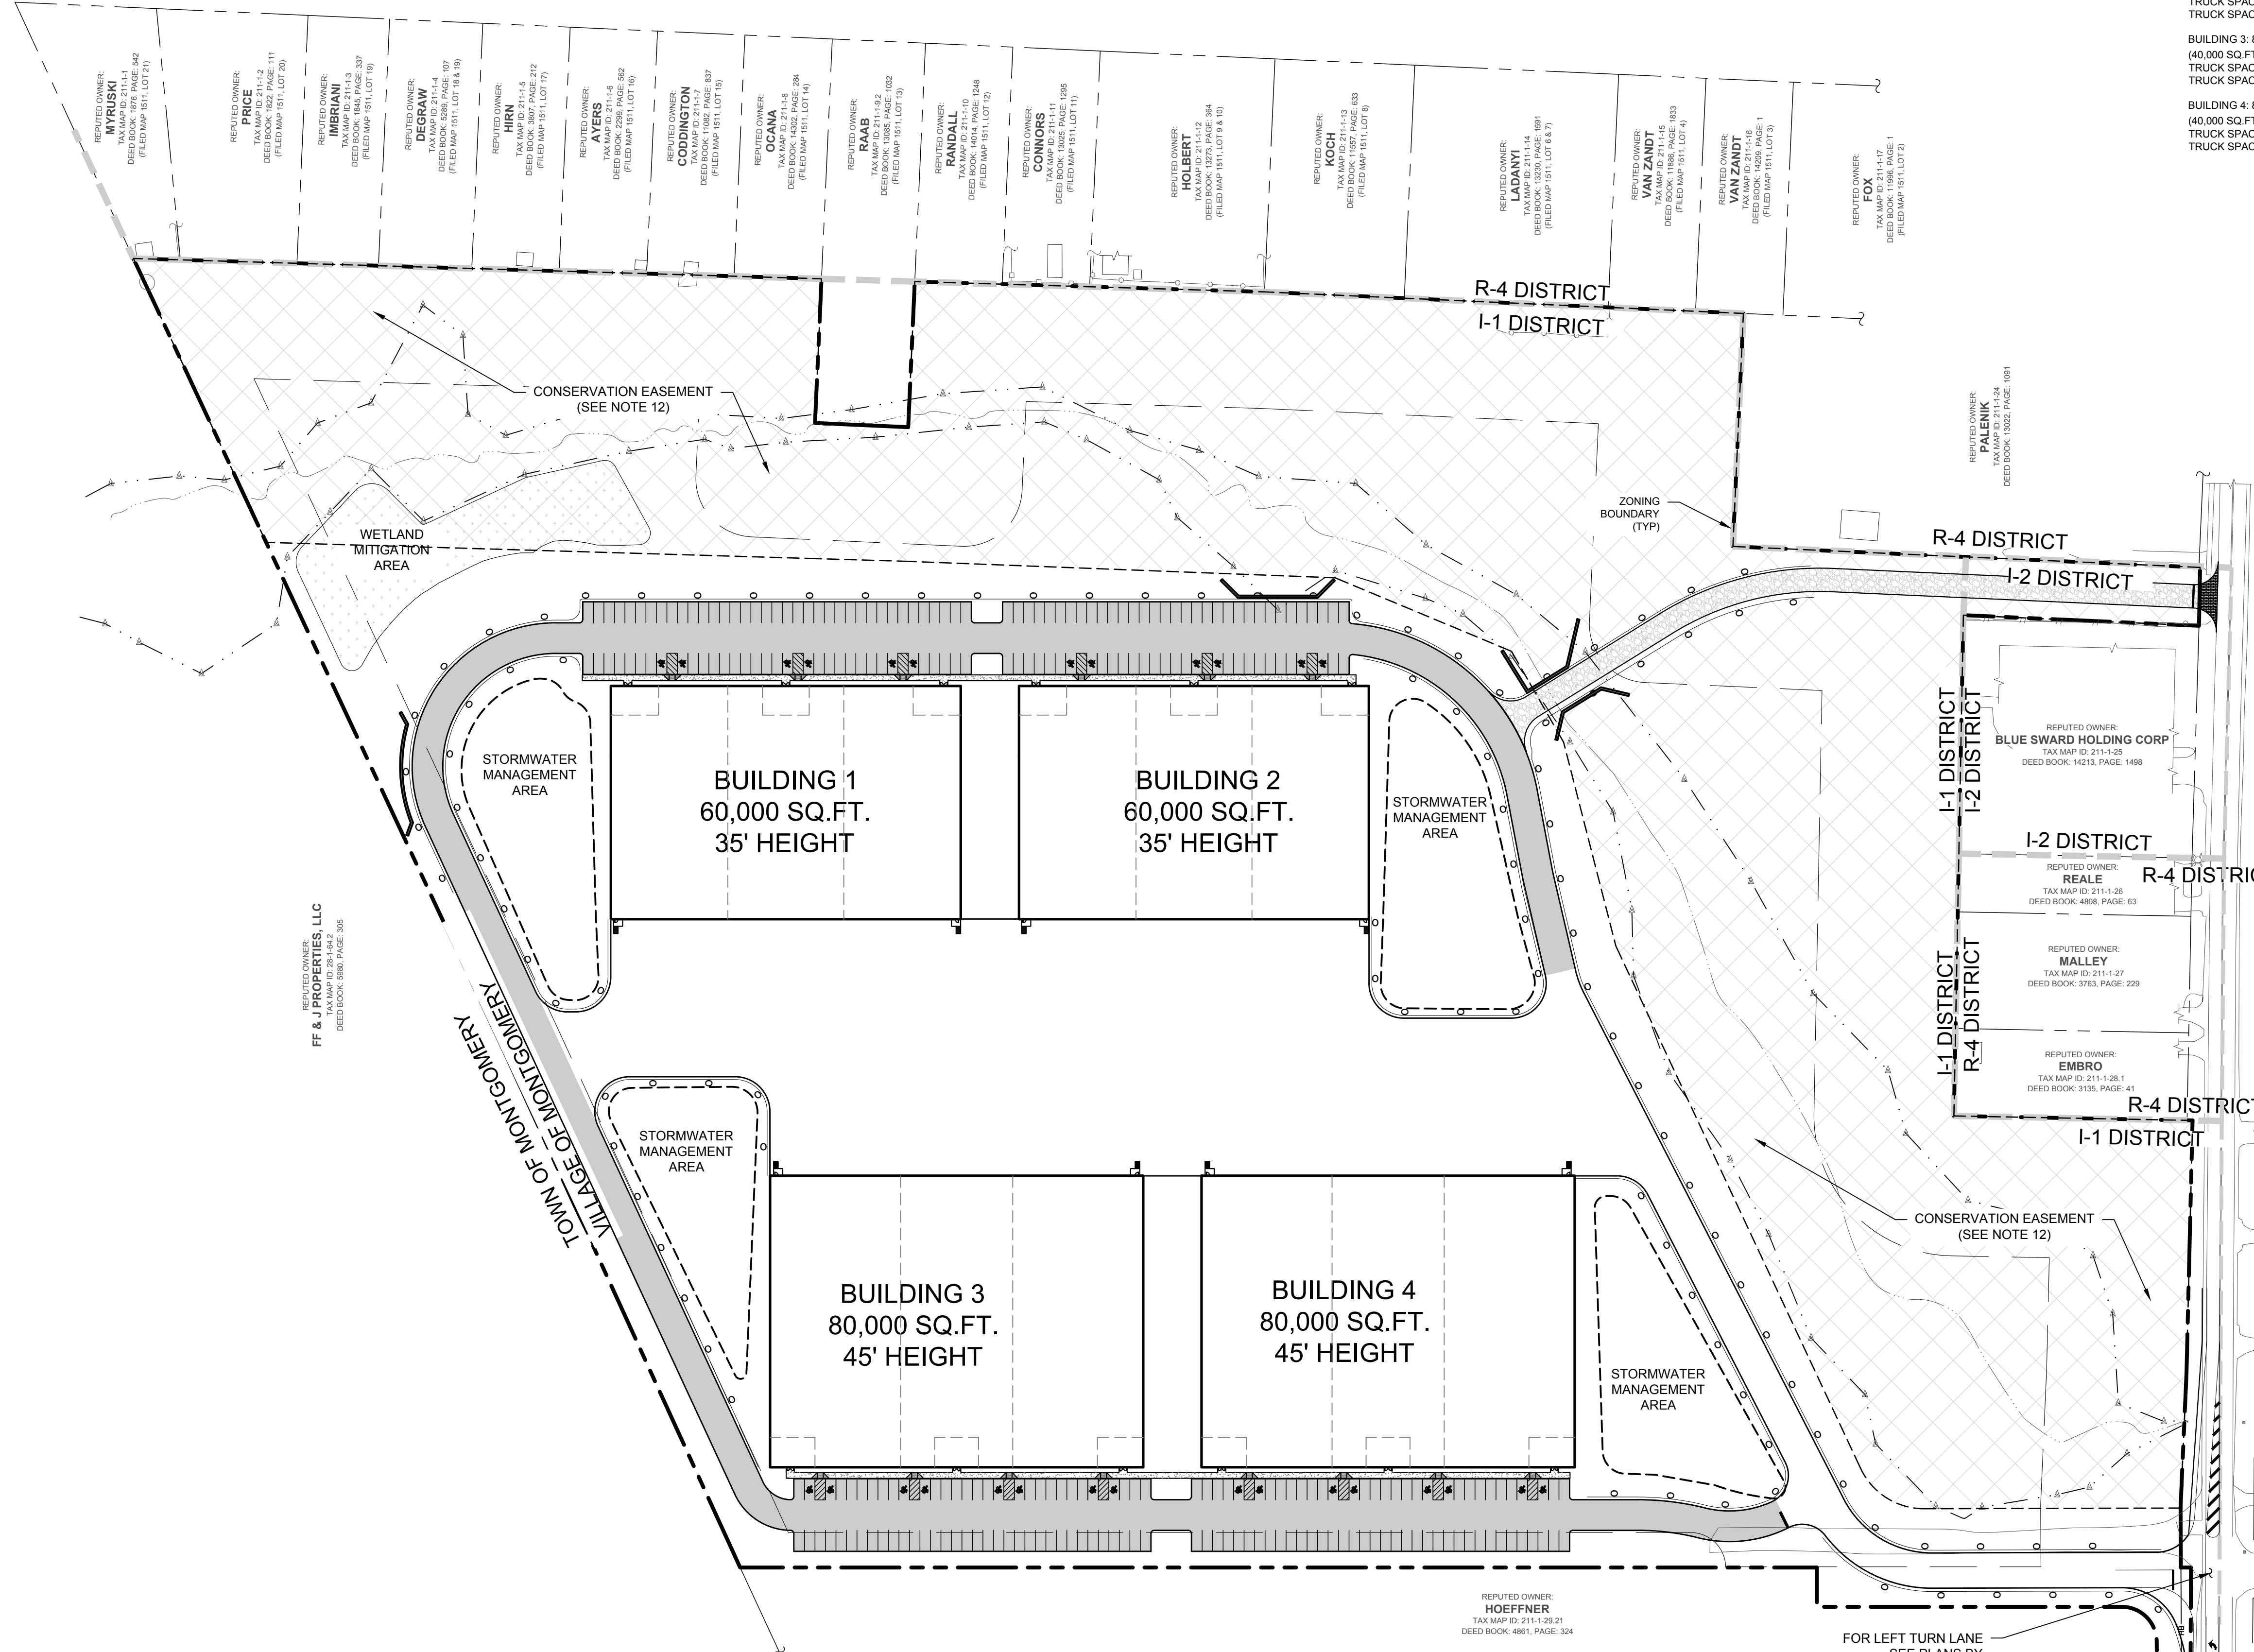 TRUCK SPAC
TRUCK SPAC
BUILDING 3: 8
(40,000 SQ.FT
TRUCK SPAC
TRUCK SPAC
BUILDING 4: 8
(40,000 SQ.FT
TRUCK SPAC
TRUCK SPAC
REPUTED OWNER:
MYRUSKI
TAX MAP ID: 211-1-1
DEED BOOK: 1876, PAGE: 542
(FILED MAP 1511, LOT 21)
REPUTED OWNER:
PRICE
TAX MAP ID: 211-1-2
DEED BOOK: 1822, PAGE: 111
(FILED MAP 1511, LOT 20)
REPUTED OWNER:
IMBRIANI
TAX MAP ID: 211-1-3
DEED BOOK: 1845, PAGE: 337
(FILED MAP 1511, LOT 19)
REPUTED OWNER:
DEGRAW
TAX MAP ID: 211-1-4
DEED BOOK: 5289, PAGE: 107
(FILED MAP 1511, LOT 18 & 19)
REPUTED OWNER:
HIRN
TAX MAP ID: 211-1-5
DEED BOOK: 3807, PAGE: 212
(FILED MAP 1511, LOT 17)
REPUTED OWNER:
AYERS
TAX MAP ID: 211-1-6
DEED BOOK: 2299, PAGE: 562
(FILED MAP 1511, LOT 16)
REPUTED OWNER:
CODDINGTON
TAX MAP ID: 211-1-7
DEED BOOK: 11082, PAGE: 837
(FILED MAP 1511, LOT 15)
REPUTED OWNER:
OCANA
TAX MAP ID: 211-1-8
DEED BOOK: 14302, PAGE: 284
(FILED MAP 1511, LOT 14)
REPUTED OWNER:
RAAB
TAX MAP ID: 211-1-9.2
DEED BOOK: 13085, PAGE: 1032
(FILED MAP 1511, LOT 13)
REPUTED OWNER:
RANDALL
TAX MAP ID: 211-1-10
DEED BOOK: 14014, PAGE: 1248
(FILED MAP 1511, LOT 12)
REPUTED OWNER:
CONNORS
TAX MAP ID: 211-1-11
DEED BOOK: 13025, PAGE: 1295
(FILED MAP 1511, LOT 11)
REPUTED OWNER:
HOLBERT
TAX MAP ID: 211-1-12
DEED BOOK: 13273, PAGE: 364
(FILED MAP 1511, LOT 9 & 10)
REPUTED OWNER:
KOCH
TAX MAP ID: 211-1-13
DEED BOOK: 11557, PAGE: 633
(FILED MAP 1511, LOT 8)
REPUTED OWNER:
LADANYI
TAX MAP ID: 211-1-14
DEED BOOK: 13230, PAGE: 1591
(FILED MAP 1511, LOT 6 & 7)
REPUTED OWNER:
VAN ZANDT
TAX MAP ID: 211-1-15
DEED BOOK: 11886, PAGE: 1833
(FILED MAP 1511, LOT 4)
REPUTED OWNER:
VAN ZANDT
TAX MAP ID: 211-1-16
DEED BOOK: 14209, PAGE: 1
(FILED MAP 1511, LOT 3)
REPUTED OWNER:
FOX
TAX MAP ID: 211-1-17
DEED BOOK: 11996, PAGE: 1
(FILED MAP 1511, LOT 2)
R-4 DISTRICT
I-1 DISTRICT
CONSERVATION EASEMENT
(SEE NOTE 12)
REPUTED OWNER:
PALENIK
TAX MAP ID: 211-1-24
DEED BOOK: 13022, PAGE: 1091
ZONING
BOUNDARY
(TYP)
WETLAND
MITIGATION
AREA
R-4 DISTRICT
I-2 DISTRICT
STORMWATER
MANAGEMENT
AREA
BUILDING 1
60,000 SQ.FT.
35' HEIGHT
BUILDING 2
60,000 SQ.FT.
35' HEIGHT
STORMWATER
MANAGEMENT
AREA
I-1 DISTRICT
I-2 DISTRICT
REPUTED OWNER:
BLUE SWARD HOLDING CORP
TAX MAP ID: 211-1-25
DEED BOOK: 14213, PAGE: 1498
I-2 DISTRICT
R-4 DISTRIC
REPUTED OWNER:
REALE
TAX MAP ID: 211-1-26
DEED BOOK: 4808, PAGE: 63
REPUTED OWNER:
FF & J PROPERTIES, LLC
TAX MAP ID: 28-1-64.2
DEED BOOK: 5980, PAGE: 305
TOWN OF MONTGOMERY
VILLAGE OF MONTGOMERY
I-1 DISTRICT
R-4 DISTRICT
REPUTED OWNER:
MALLEY
TAX MAP ID: 211-1-27
DEED BOOK: 3763, PAGE: 229
REPUTED OWNER:
EMBRO
TAX MAP ID: 211-1-28.1
DEED BOOK: 3135, PAGE: 41
R-4 DISTRICT
I-1 DISTRICT
STORMWATER
MANAGEMENT
AREA
CONSERVATION EASEMENT
(SEE NOTE 12)
BUILDING 3
80,000 SQ.FT.
45' HEIGHT
BUILDING 4
80,000 SQ.FT.
45' HEIGHT
STORMWATER
MANAGEMENT
AREA
REPUTED OWNER:
HOEFFNER
TAX MAP ID: 211-1-29.21
DEED BOOK: 4861, PAGE: 324
FOR LEFT TURN LANE
SEE PLANS BY